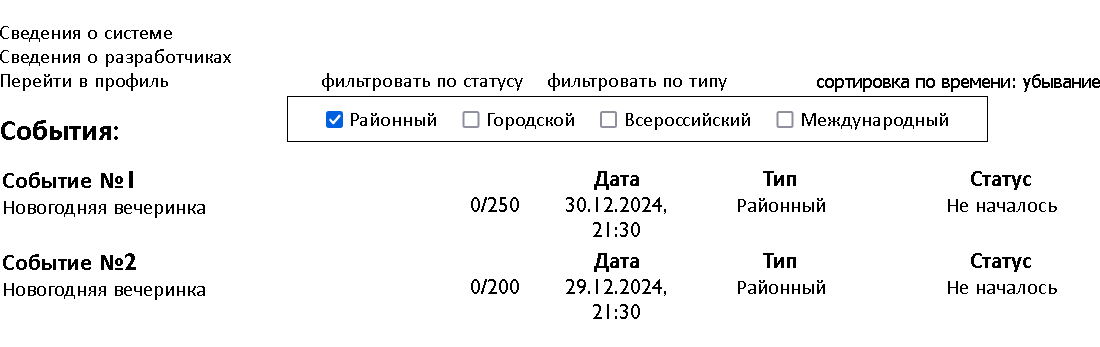 Сведения о системе
Сведения о разработчиках
Перейти в профиль фильтровать по статусу фильтровать по типу сортировка по времени: убывание
События: Районный Городской Всероссийский Международный
Событие №1 Дата Тип Статус
Новогодняя вечеринка 0/250 30.12.2024, Районный Не началось
21:30
Событие №2 Дата Тип Статус
Новогодняя вечеринка 0/200 29.12.2024, Районный Не началось
21:30